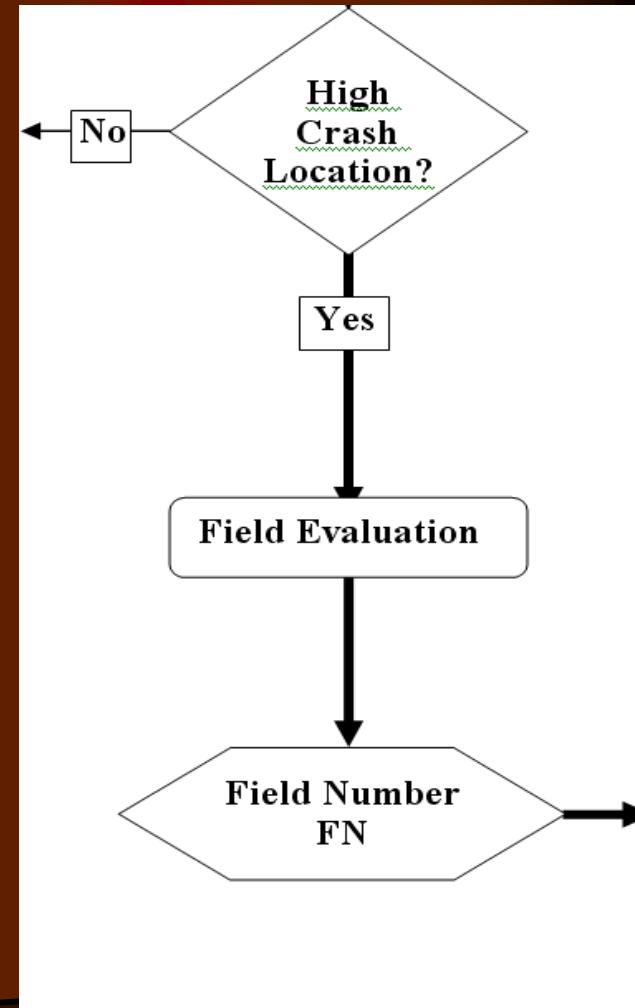 High
Crash
No
Location?
Yes
Field Evaluation
Field Number
FN